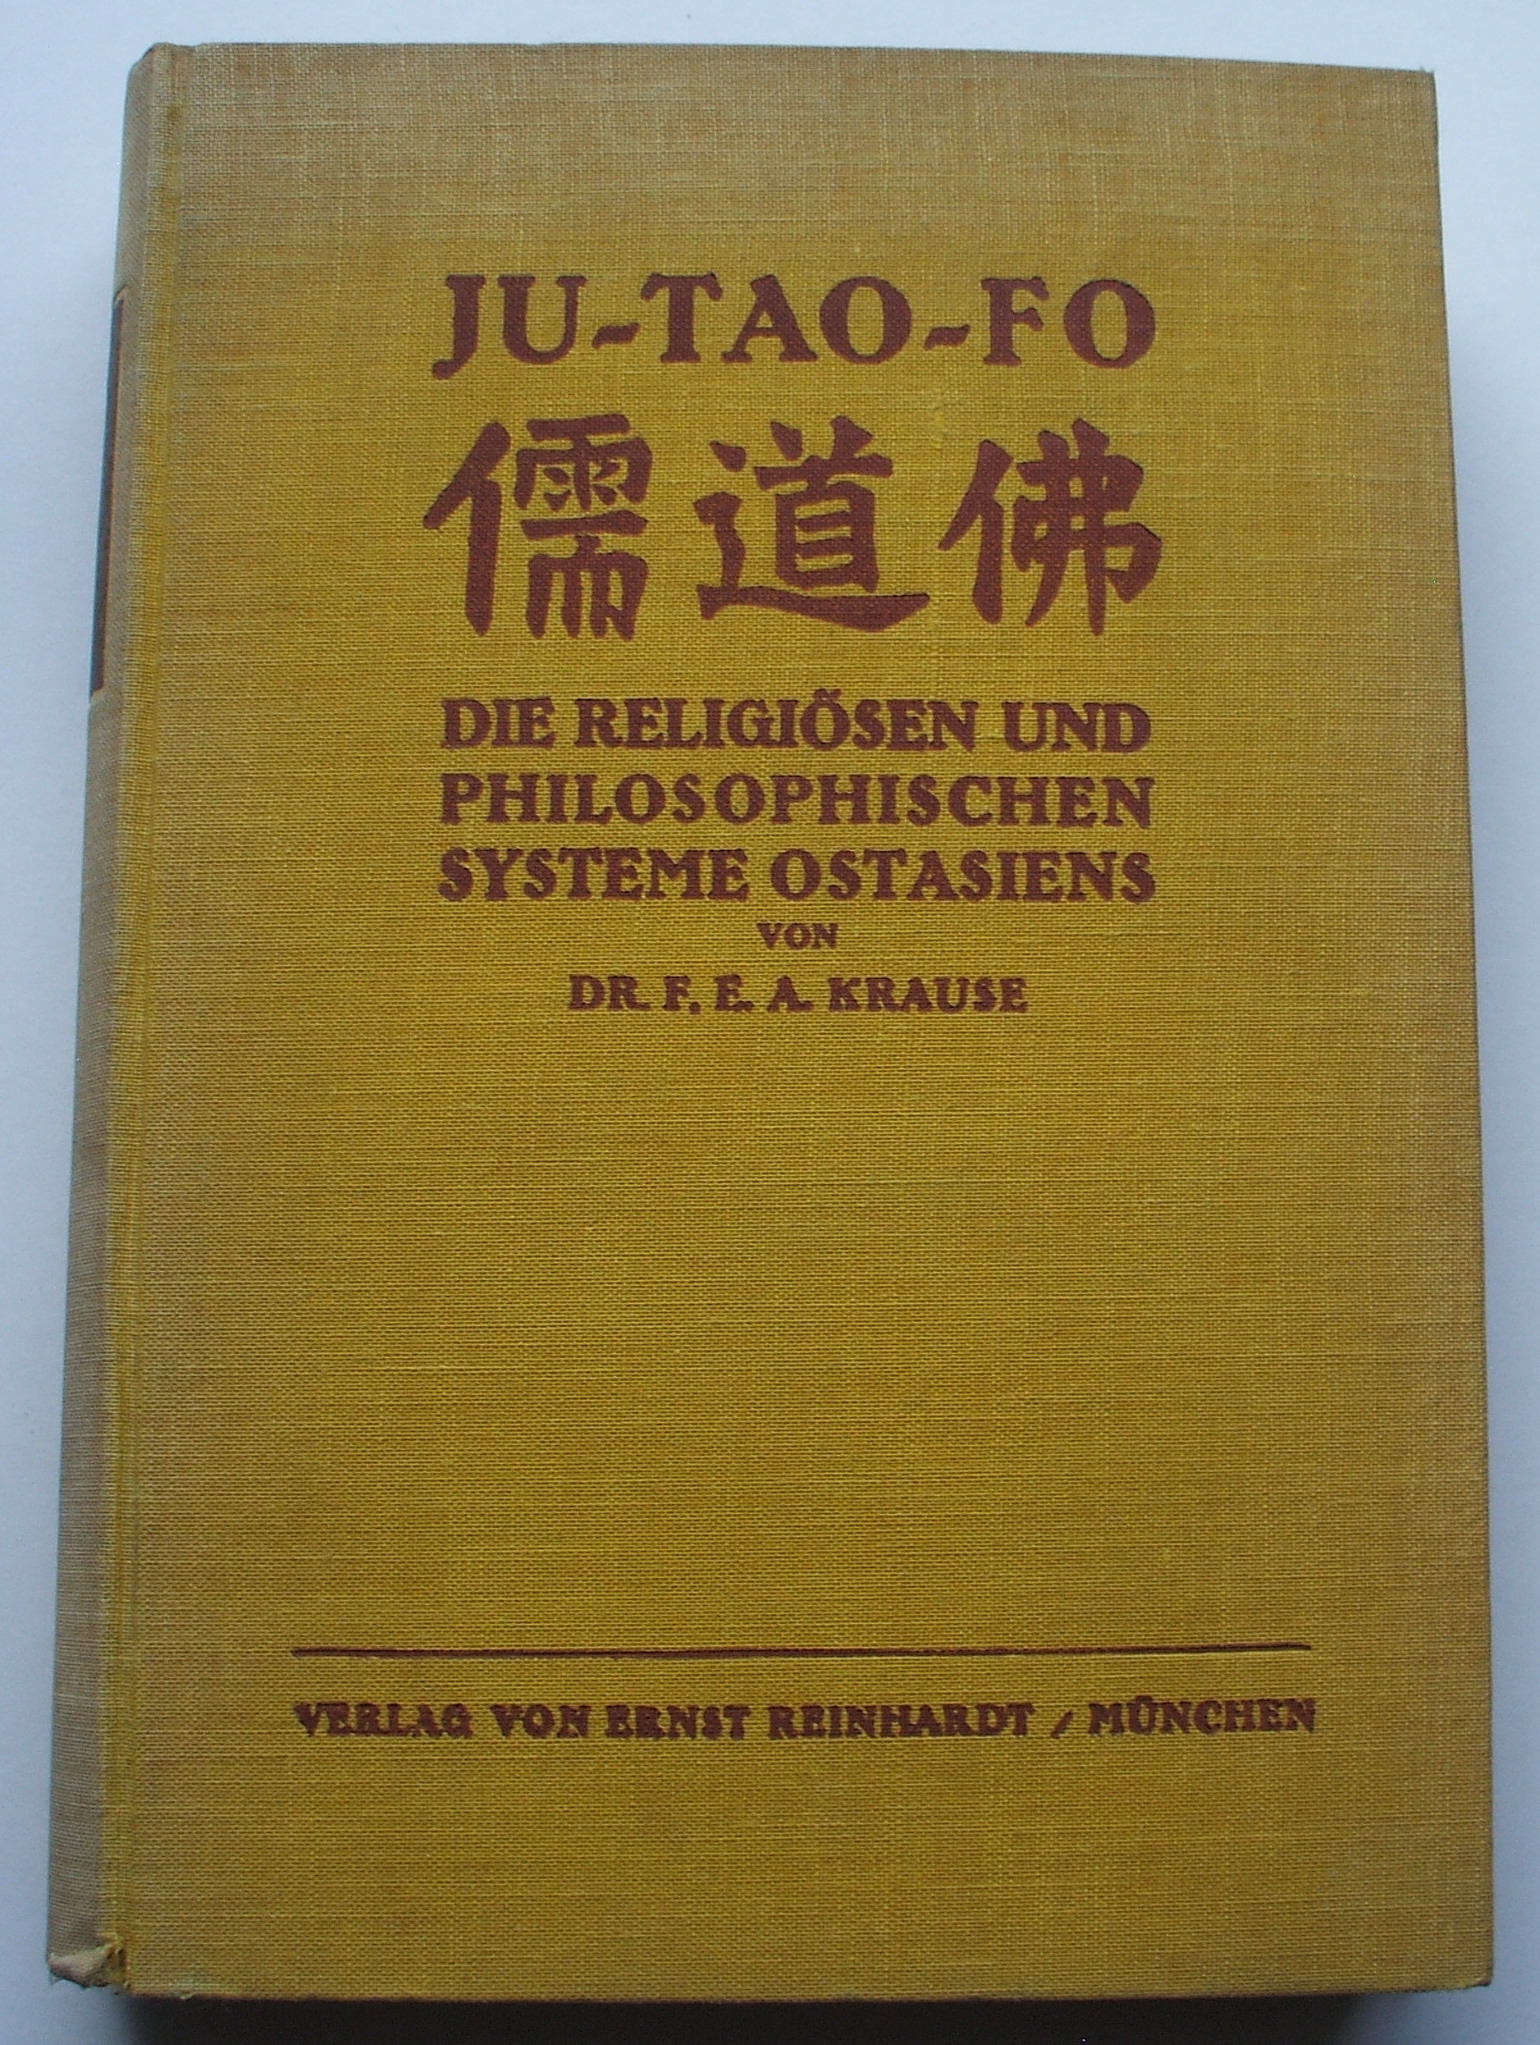 JU-TAO-FO
儒道佛
DIE RELIGIÖSEN UND
PHILOSOPHISCHEN
SYSTEME OSTASIENS
VON
DR. F. E. A. KRAUSE
VERLAG VON ERNST REINHARDT / MÜNCHEN